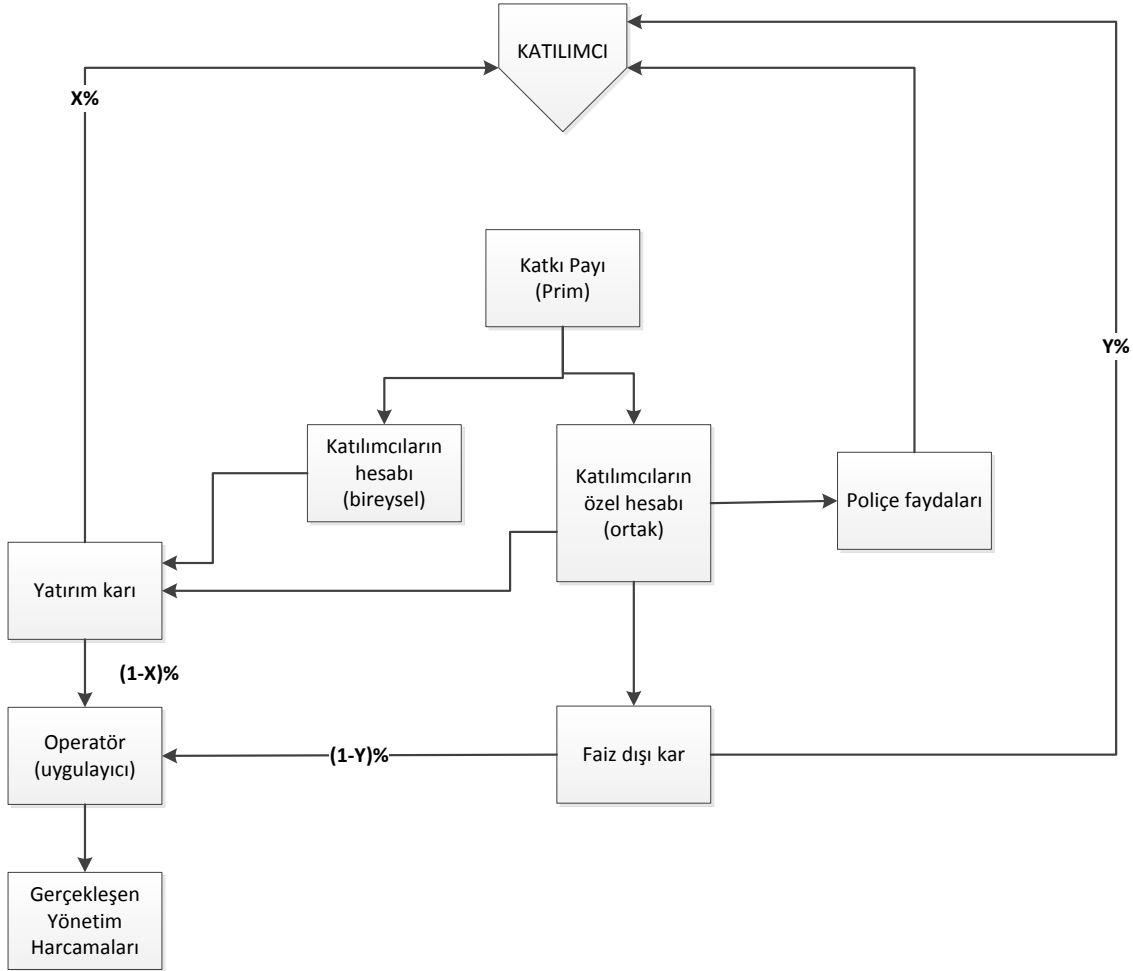 KATILIMCI
X%
Katkı Payı
(Prim)
Y%
Katılımcıların
hesabı
(bireysel)
Katılımcıların
özel hesabı
(ortak)
Poliçe faydaları
Yatırım karı
(1-X)%
Operatör
(uygulayıcı)
(1-Y)%
Faiz dışı kar
Gerçekleşen
Yönetim
Harcamaları